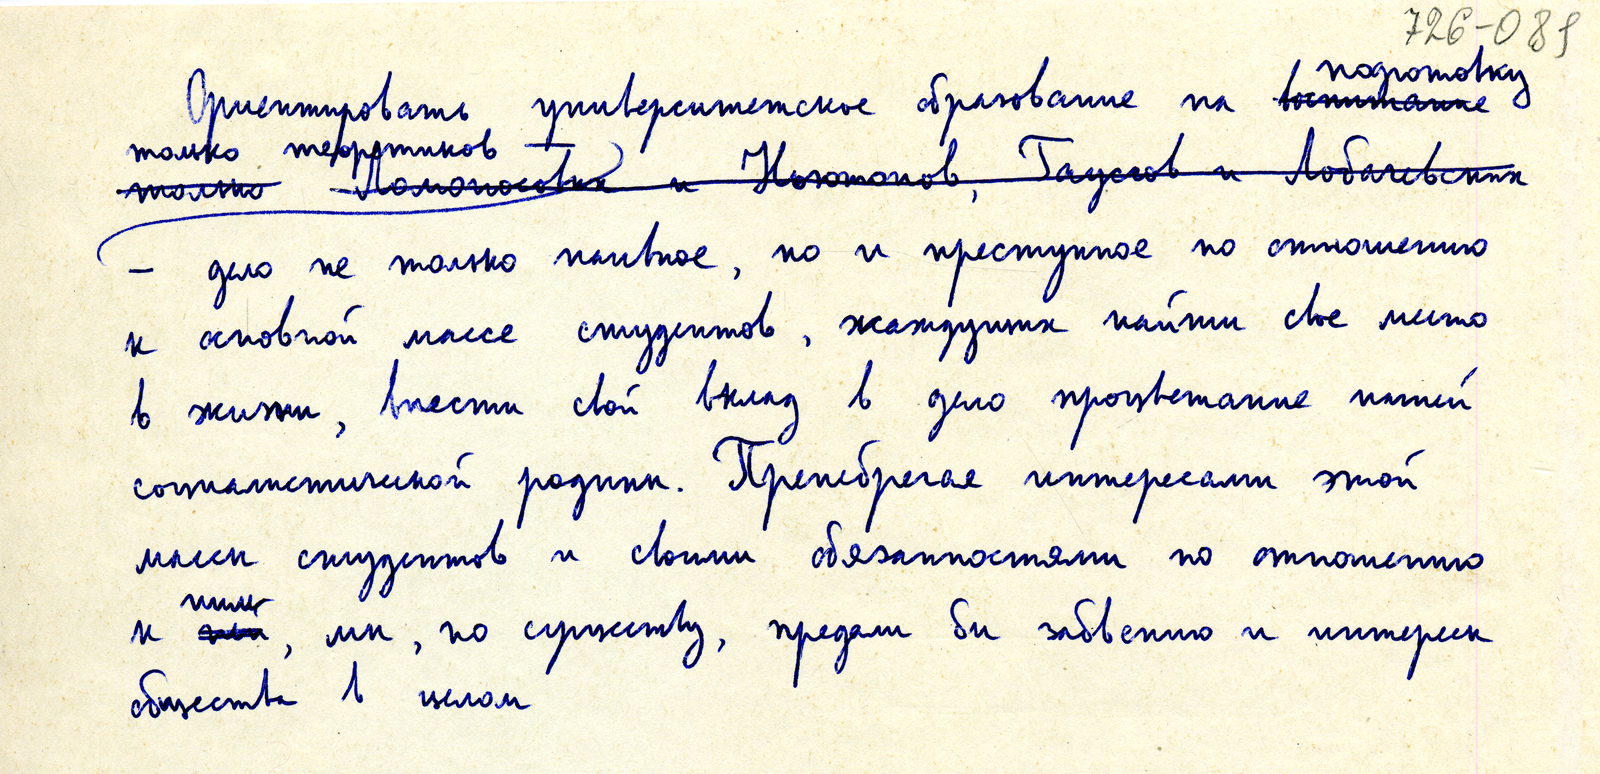 726-089
подготовку
Ориентировать университетское образование на воспитание
только теоретиков
только Ломоносовых и Ньютонов, Гауссов и Лобачевских
– дело не только наивное, но и преступное по отношению
к основной массе студентов, жаждущих найти свое место
в жизни, внести свой вклад в дело процветание нашей
социалистической родины. Пренебрегая интересами этой
массы студентов и своими обязанностями по отношению
ним
к , мы, по существу, предали бы забвению и интересы
общества в целом